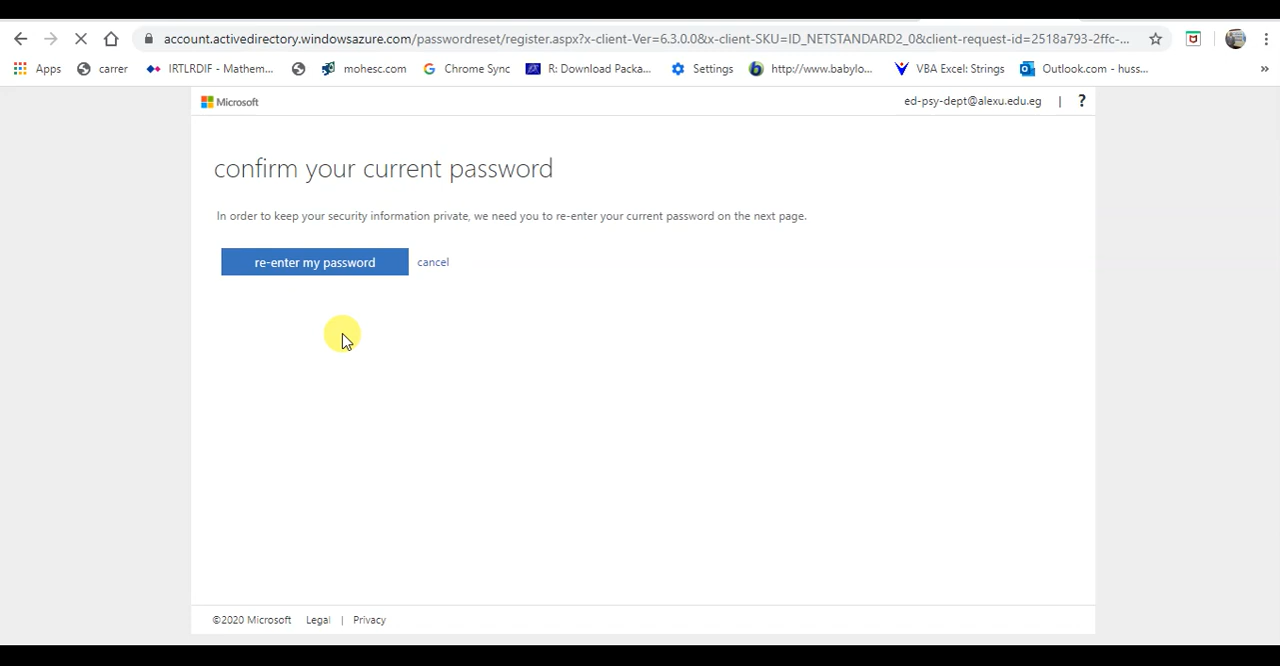 account.activedirectory.windowsazure.com/passwordreset/register.aspx?x-client-Ver=6.3.0.0&x-client-SKU=ID_NETSTANDARD2_0&client-request-id=2518a793-2ffc-...
Apps carrer IRTLRDIF - Mathem... mohesc.com Chrome Sync R: Download Packa... Settings http://www.babylo... VBA Excel: Strings Outlook.com - huss... »
Microsoft ed-psy-dept@alexu.edu.eg | ?
confirm your current password
In order to keep your security information private, we need you to re-enter your current password on the next page.
re-enter my password cancel
©2020 Microsoft Legal | Privacy